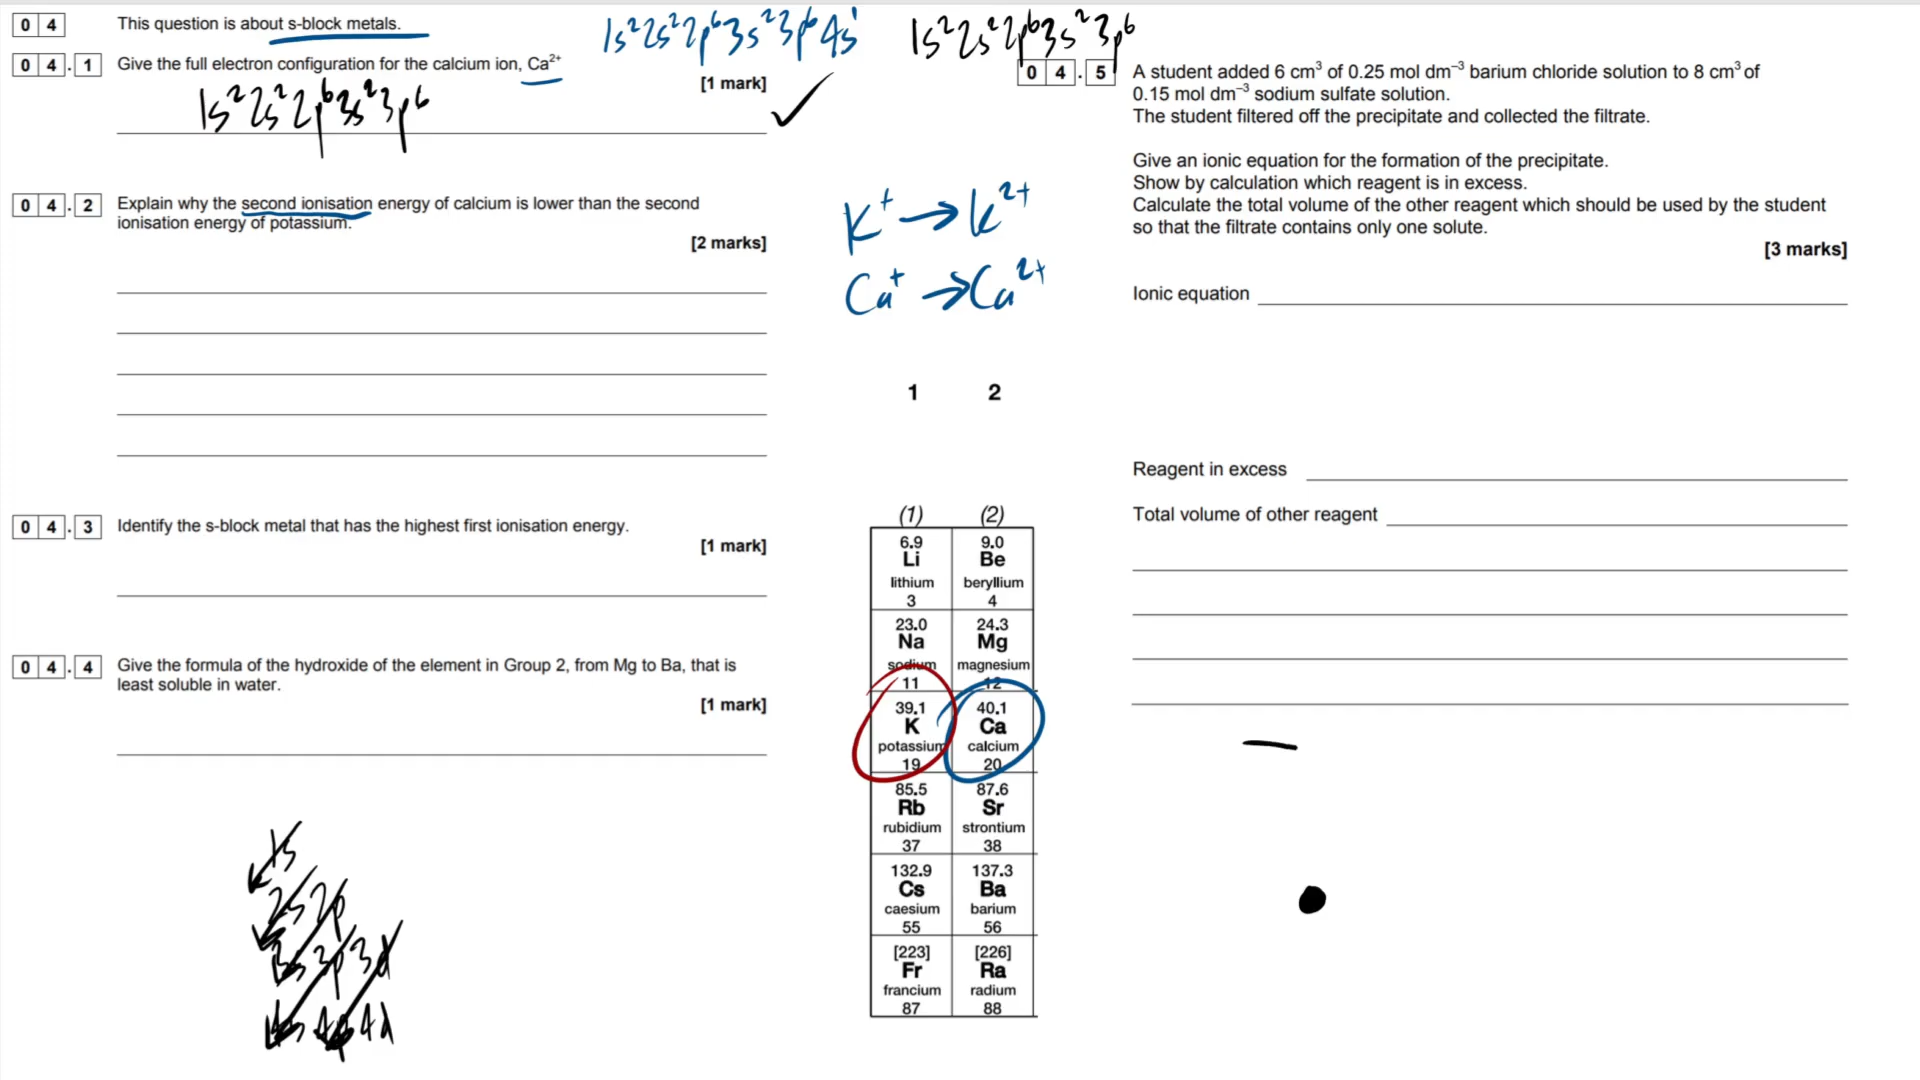 04 This question is about s-block metals.
1s²2s²2p⁶3s²3p⁶4s¹
1s²2s²2p⁶3s²3p⁶
04.1 Give the full electron configuration for the calcium ion, Ca²⁺
[1 mark]
1s²2s²2p⁶3s²3p⁶
04.2 Explain why the second ionisation energy of calcium is lower than the second
ionisation energy of potassium.
[2 marks]
04.3 Identify the s-block metal that has the highest first ionisation energy.
[1 mark]
04.4 Give the formula of the hydroxide of the element in Group 2, from Mg to Ba, that is
least soluble in water.
[1 mark]
1s
2s 2p
3s 3p 3d
4s 4p 4d
K⁺ → K²⁺
Ca⁺ → Ca²⁺
1 2
(1) (2)
6.9 9.0
Li Be
lithium beryllium
3 4
23.0 24.3
Na Mg
sodium magnesium
11 12
39.1 40.1
K Ca
potassium calcium
19 20
85.5 87.6
Rb Sr
rubidium strontium
37 38
132.9 137.3
Cs Ba
caesium barium
55 56
[223] [226]
Fr Ra
francium radium
87 88
04.5 A student added 6 cm³ of 0.25 mol dm⁻³ barium chloride solution to 8 cm³ of
0.15 mol dm⁻³ sodium sulfate solution.
The student filtered off the precipitate and collected the filtrate.
Give an ionic equation for the formation of the precipitate.
Show by calculation which reagent is in excess.
Calculate the total volume of the other reagent which should be used by the student
so that the filtrate contains only one solute.
[3 marks]
Ionic equation
Reagent in excess
Total volume of other reagent